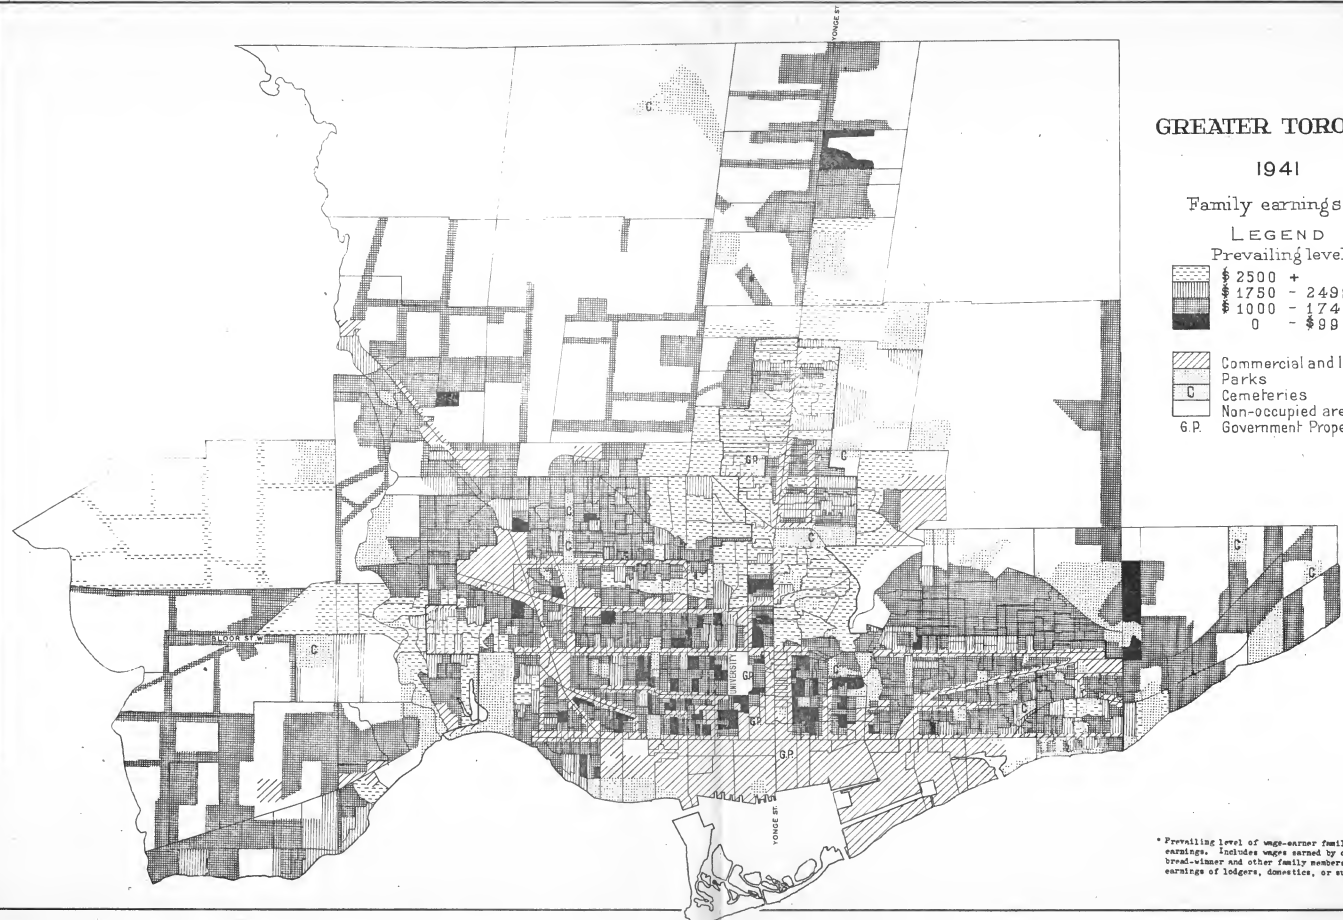 YONGE ST.
GREATER TORO
1941
Family earnings
LEGEND
Prevailing level
$ 2500 +
$ 1750 - 249
$ 1000 - 174
0 - $99
Commercial and I
Parks
C Cemeteries
Non-occupied are
G.P. Government Prope
C
G.P.
C
C
C
C
C
C
BLOOR ST. W.
C
UNIVERSITY
G.P.
C
C
G.P.
G.P.
YONGE ST.
* Prevailing level of wage-earner famil
earnings. Includes wages earned by c
bread-winner and other family members
earnings of lodgers, domestics, or su